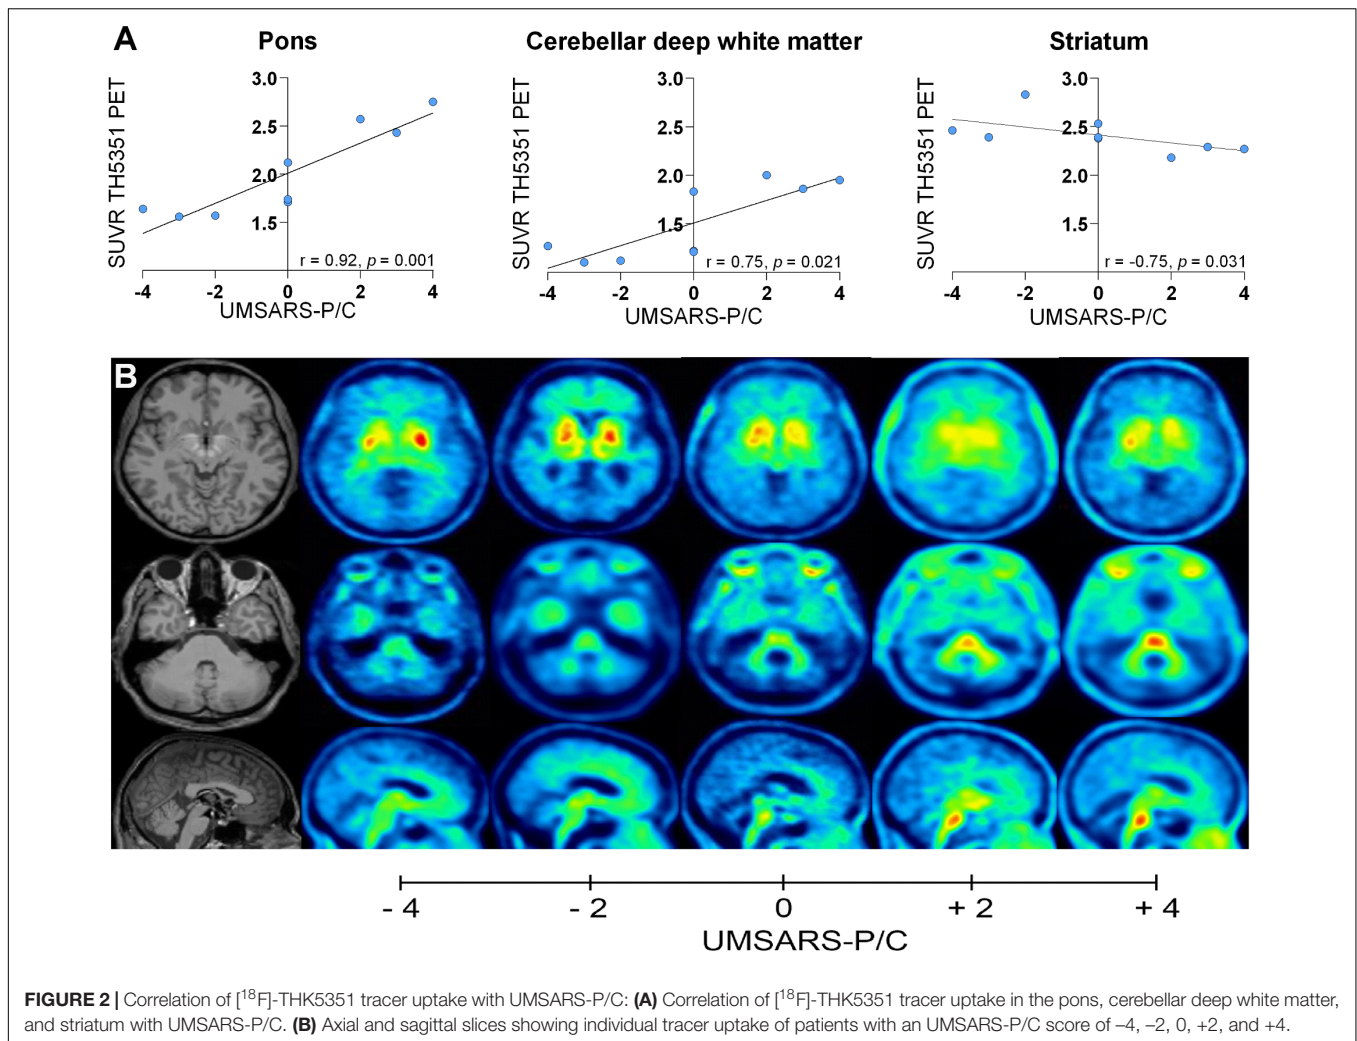 A
Pons
Cerebellar deep white matter
Striatum
SUVR TH5351 PET
3.0
2.5
2.0
1.5
r = 0.92, p = 0.001
-4 -2 0 2 4
UMSARS-P/C
SUVR TH5351 PET
3.0
2.5
2.0
1.5
r = 0.75, p = 0.021
-4 -2 0 2 4
UMSARS-P/C
SUVR TH5351 PET
3.0
2.5
2.0
1.5
r = -0.75, p = 0.031
-4 -2 0 2 4
UMSARS-P/C
B
- 4 - 2 0 + 2 + 4
UMSARS-P/C
FIGURE 2 | Correlation of [18F]-THK5351 tracer uptake with UMSARS-P/C: (A) Correlation of [18F]-THK5351 tracer uptake in the pons, cerebellar deep white matter,
and striatum with UMSARS-P/C. (B) Axial and sagittal slices showing individual tracer uptake of patients with an UMSARS-P/C score of –4, –2, 0, +2, and +4.